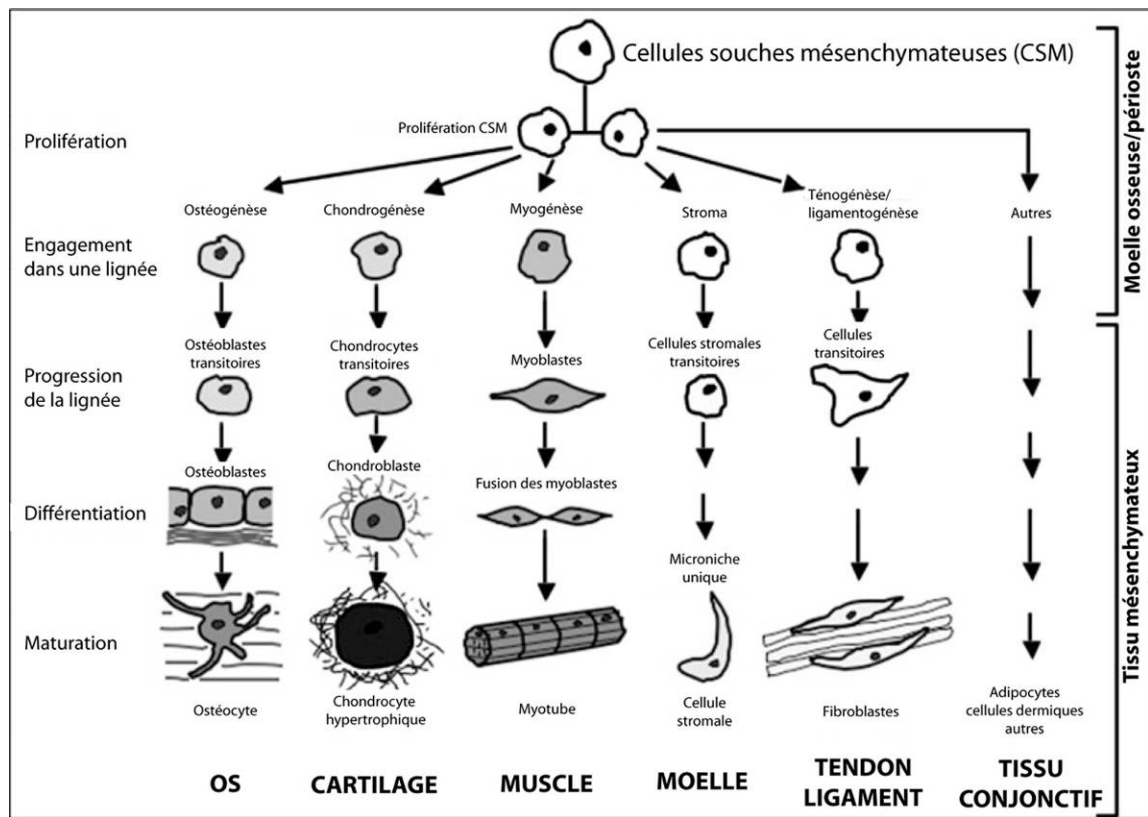 Cellules souches mésenchymateuses (CSM)
Prolifération
Prolifération CSM
Ostéogénèse
Chondrogénèse
Myogénèse
Stroma
Ténogénèse/
ligamentogénèse
Autres
Engagement
dans une lignée
Ostéoblastes
transitoires
Chondrocytes
transitoires
Myoblastes
Cellules stromales
transitoires
Cellules
transitoires
Progression
de la lignée
Ostéoblastes
Chondroblaste
Fusion des myoblastes
Différentiation
Microniche
unique
Maturation
Ostéocyte
Chondrocyte
hypertrophique
Myotube
Cellule
stromale
Fibroblastes
Adipocytes
cellules dermiques
autres
OS
CARTILAGE
MUSCLE
MOELLE
TENDON
LIGAMENT
TISSU
CONJONCTIF
Moelle osseuse/périoste
Tissu mésenchymateux